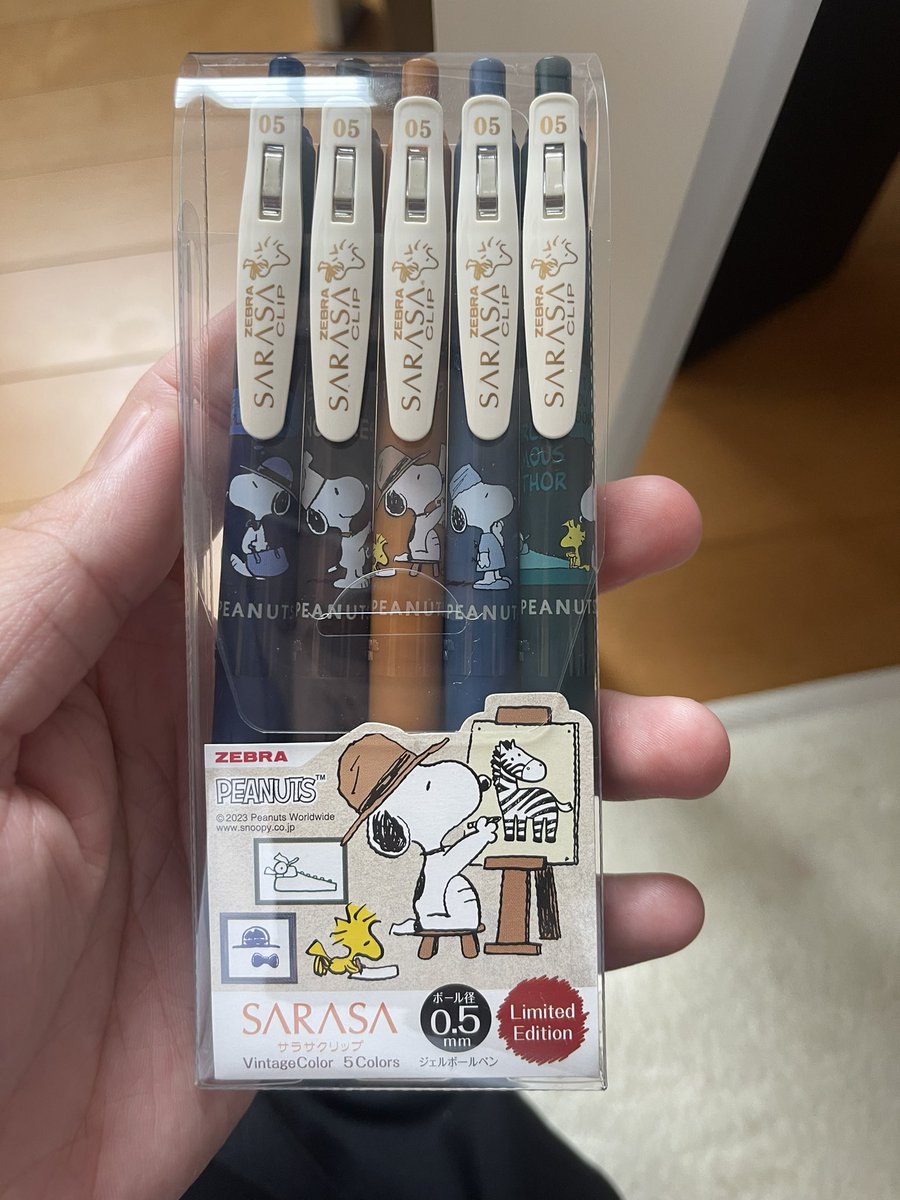 05
05
05
05
05
ZEBRA
SARASA
CLIP
ZEBRA
SARASA
CLIP
ZEBRA
SARASA
CLIP
ZEBRA
SARASA
CLIP
ZEBRA
SARASA
CLIP
PEANUTS
PEANUTS
PEANUTS
PEANUTS
PEANUTS
ZEBRA
PEANUTS™
© 2023 Peanuts Worldwide
www.snoopy.co.jp
SARASA
サラサクリップ
VintageColor 5 Colors
ボール径
0.5
mm
ジェルボールペン
Limited
Edition